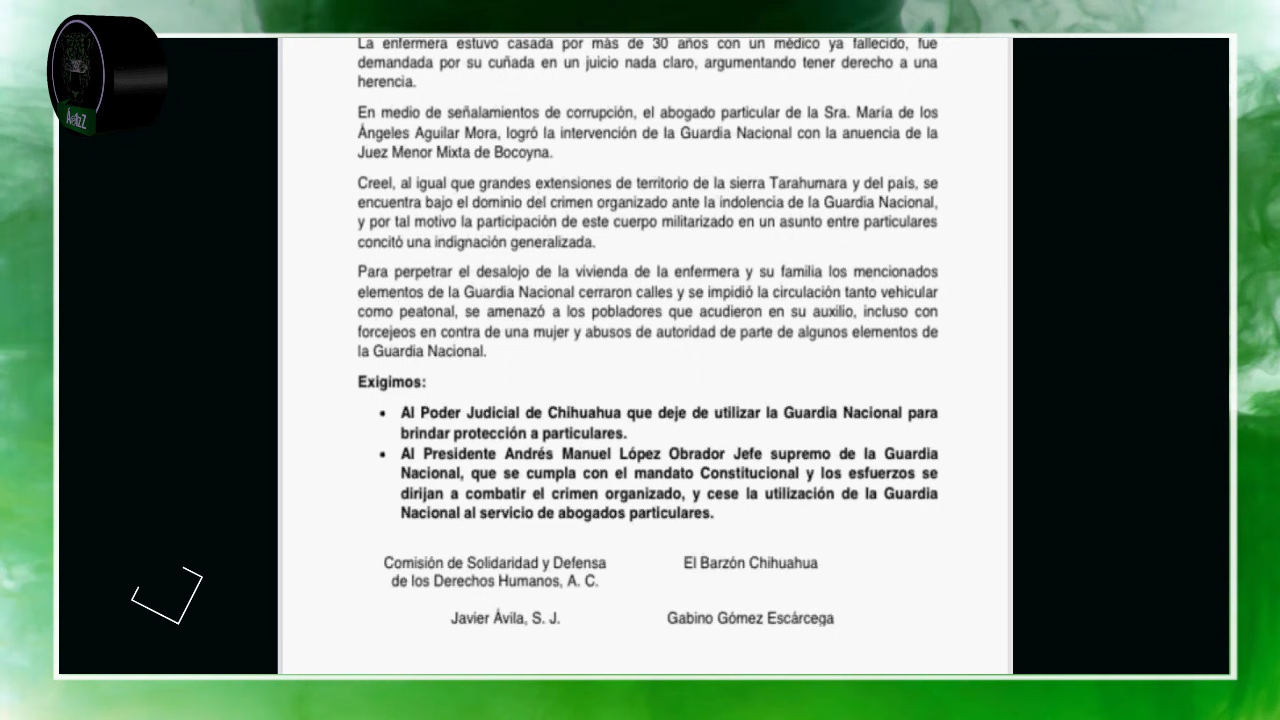 La enfermera estuvo casada por más de 30 años con un médico ya fallecido, fue
demandada por su cuñada en un juicio nada claro, argumentando tener derecho a una
herencia.
En medio de señalamientos de corrupción, el abogado particular de la Sra. María de los
Ángeles Aguilar Mora, logró la intervención de la Guardia Nacional con la anuencia de la
Juez Menor Mixta de Bocoyna.
Creel, al igual que grandes extensiones de territorio de la sierra Tarahumara y del país, se
encuentra bajo el dominio del crimen organizado ante la indolencia de la Guardia Nacional,
y por tal motivo la participación de este cuerpo militarizado en un asunto entre particulares
concitó una indignación generalizada.
Para perpetrar el desalojo de la vivienda de la enfermera y su familia los mencionados
elementos de la Guardia Nacional cerraron calles y se impidió la circulación tanto vehicular
como peatonal, se amenazó a los pobladores que acudieron en su auxilio, incluso con
forcejeos en contra de una mujer y abusos de autoridad de parte de algunos elementos de
la Guardia Nacional.
Exigimos:
• Al Poder Judicial de Chihuahua que deje de utilizar la Guardia Nacional para
brindar protección a particulares.
• Al Presidente Andrés Manuel López Obrador Jefe supremo de la Guardia
Nacional, que se cumpla con el mandato Constitucional y los esfuerzos se
dirijan a combatir el crimen organizado, y cese la utilización de la Guardia
Nacional al servicio de abogados particulares.
Comisión de Solidaridad y Defensa
de los Derechos Humanos, A. C.
El Barzón Chihuahua
Javier Ávila, S. J.
Gabino Gómez Escárcega